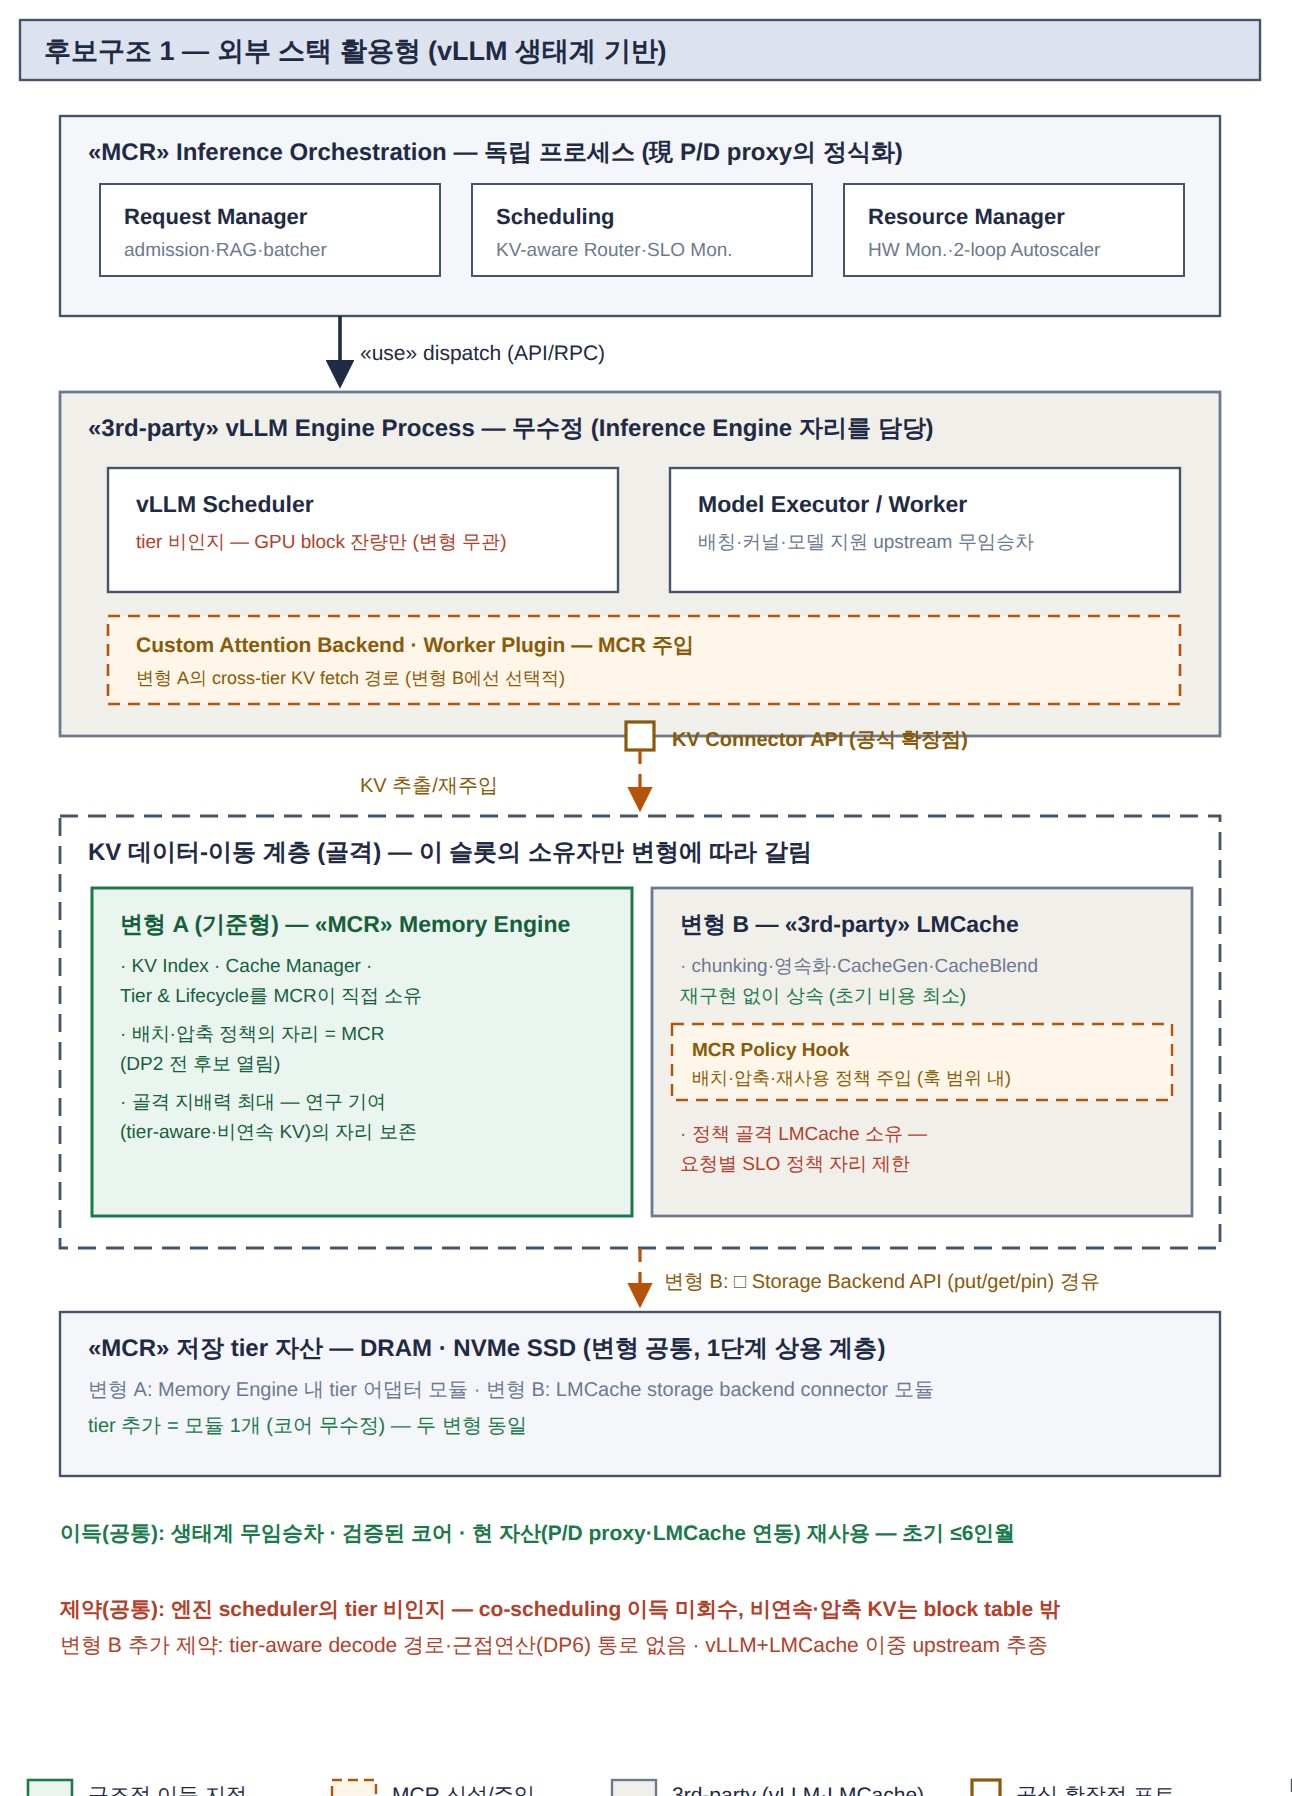 후보구조 1 — 외부 스택 활용형 (vLLM 생태계 기반)
«MCR» Inference Orchestration — 독립 프로세스 (現 P/D proxy의 정식화)
Request Manager
admission·RAG·batcher
Scheduling
KV-aware Router·SLO Mon.
Resource Manager
HW Mon.·2-loop Autoscaler
«use» dispatch (API/RPC)
«3rd-party» vLLM Engine Process — 무수정 (Inference Engine 자리를 담당)
vLLM Scheduler
tier 비인지 — GPU block 잔량만 (변형 무관)
Model Executor / Worker
배칭·커널·모델 지원 upstream 무임승차
Custom Attention Backend · Worker Plugin — MCR 주입
변형 A의 cross-tier KV fetch 경로 (변형 B에선 선택적)
KV Connector API (공식 확장점)
KV 추출/재주입
KV 데이터-이동 계층 (골격) — 이 슬롯의 소유자만 변형에 따라 갈림
변형 A (기준형) — «MCR» Memory Engine
· KV Index · Cache Manager ·
Tier & Lifecycle를 MCR이 직접 소유
· 배치·압축 정책의 자리 = MCR
(DP2 전 후보 열림)
· 골격 지배력 최대 — 연구 기여
(tier-aware·비연속 KV)의 자리 보존
변형 B — «3rd-party» LMCache
· chunking·영속화·CacheGen·CacheBlend
재구현 없이 상속 (초기 비용 최소)
MCR Policy Hook
배치·압축·재사용 정책 주입 (훅 범위 내)
· 정책 골격 LMCache 소유 —
요청별 SLO 정책 자리 제한
변형 B: □ Storage Backend API (put/get/pin) 경유
«MCR» 저장 tier 자산 — DRAM · NVMe SSD (변형 공통, 1단계 상용 계층)
변형 A: Memory Engine 내 tier 어댑터 모듈 · 변형 B: LMCache storage backend connector 모듈
tier 추가 = 모듈 1개 (코어 무수정) — 두 변형 동일
이득(공통): 생태계 무임승차 · 검증된 코어 · 현 자산(P/D proxy·LMCache 연동) 재사용 — 초기 ≤6인월
제약(공통): 엔진 scheduler의 tier 비인지 — co-scheduling 이득 미회수, 비연속·압축 KV는 block table 밖
변형 B 추가 제약: tier-aware decode 경로·근접연산(DP6) 통로 없음 · vLLM+LMCache 이중 upstream 추종
구조적 이득 지점
MCR 신설/주입
3rd-party (vLLM·LMCache)
공식 확장점 포트